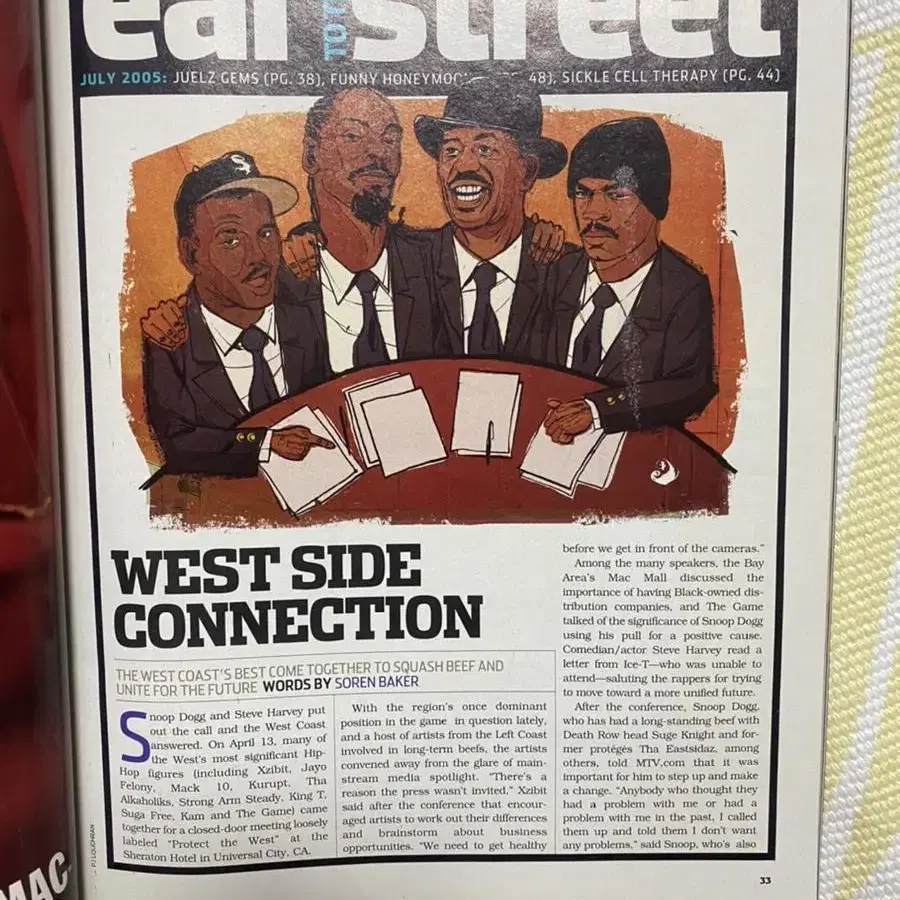 ear TO THE street
JULY 2005: JUELZ GEMS (PG. 38), FUNNY HONEYMOO 48), SICKLE CELL THERAPY (PG. 44)
S
WEST SIDE
CONNECTION
THE WEST COAST'S BEST COME TOGETHER TO SQUASH BEEF AND
UNITE FOR THE FUTURE WORDS BY SOREN BAKER
Snoop Dogg and Steve Harvey put
out the call and the West Coast
answered. On April 13, many of
the West's most significant Hip-
Hop figures (including Xzibit, Jayo
Felony, Mack 10, Kurupt, Tha
Alkaholiks, Strong Arm Steady, King T,
Suga Free, Kam and The Game) came
together for a closed-door meeting loosely
labeled "Protect the West" at the
Sheraton Hotel in Universal City, CA.
With the region's once dominant
position in the game in question lately,
and a host of artists from the Left Coast
involved in long-term beefs, the artists
convened away from the glare of main-
stream media spotlight. "There's a
reason the press wasn't invited," Xzibit
said after the conference that encour-
aged artists to work out their differences
and brainstorm about business
opportunities. "We need to get healthy
before we get in front of the cameras."
Among the many speakers, the Bay
Area's Mac Mall discussed the
importance of having Black-owned dis-
tribution companies, and The Game
talked of the significance of Snoop Dogg
using his pull for a positive cause.
Comedian/actor Steve Harvey read a
letter from Ice-T—who was unable to
attend—saluting the rappers for trying
to move toward a more unified future.
After the conference, Snoop Dogg,
who has had a long-standing beef with
Death Row head Suge Knight and for-
mer protégés Tha Eastsidaz, among
others, told MTV.com that it was
important for him to step up and make
a change. "Anybody who thought they
had a problem with me or had a
problem with me in the past, I called
them up and told them I don't want
any problems," said Snoop, who's also
PJ LOUGHRAN
33
MAC